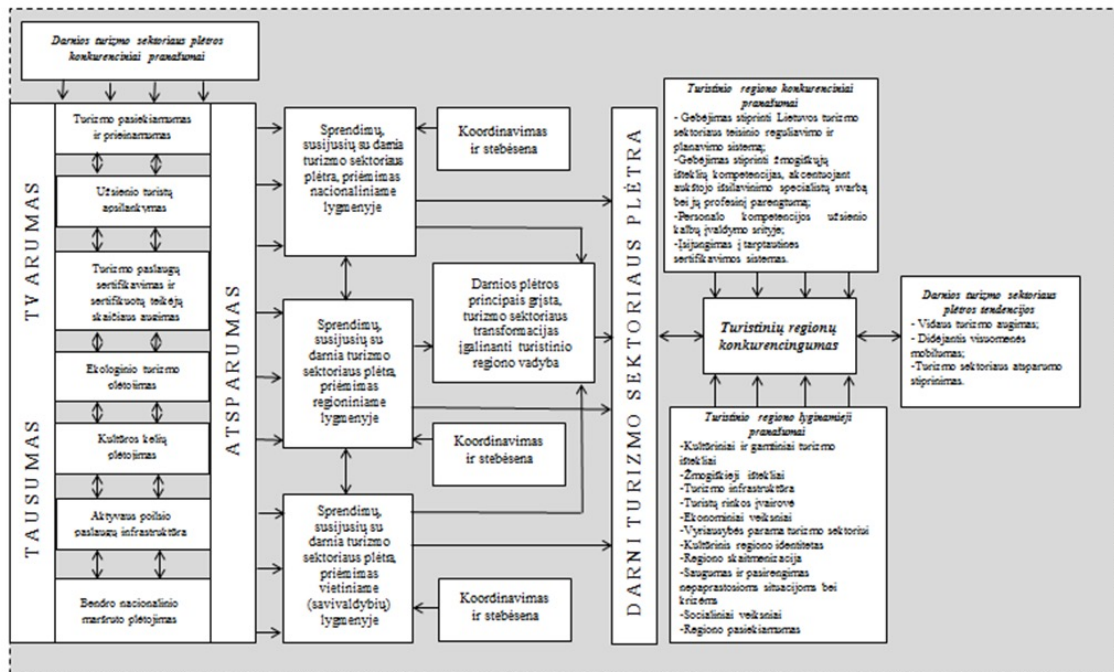 Darnios turizmo sektoriaus plėtros
konkurenciniai pranašumai
TVARUMAS
TAUSUMAS
Turizmo pasiekiamumas
ir prieinamumas
Užsienio turistų
apsilankymas
Turizmo paslaugų
sertifikavimas ir
sertifikuotų teikėjų
skaičiaus augimas
Ekologinio turizmo
plėtojimas
Kultūros kelių
plėtojimas
Aktyvaus poilsio
paslaugų infrastruktūra
Bendro nacionalinio
maršruto plėtojimas
ATSPARUMAS
Sprendimų,
susijusių su darnia
turizmo sektoriaus
plėtra, priėmimas
nacionaliniame
lygmenyje
Koordinavimas
ir stebėsena
Sprendimų,
susijusių su
darnia turizmo
sektoriaus plėtra,
priėmimas
regioniniame
lygmenyje
Koordinavimas
ir stebėsena
Sprendimų,
susijusių su
darnia turizmo
sektoriaus plėtra,
priėmimas
vietiniame
(savivaldybių)
lygmenyje
Koordinavimas
ir stebėsena
Darnios plėtros
principais grįsta,
turizmo sektoriaus
transformacijas
įgalinanti turistinio
regiono vadyba
DARNI TURIZMO SEKTORIAUS PLĖTRA
Turistinio regiono konkurenciniai
pranašumai
- Gebėjimas stiprinti Lietuvos turizmo
sektoriaus teisinio reguliavimo ir
planavimo sistemą;
-Gebėjimas stiprinti žmogiškųjų
išteklių kompetencijas, akcentuojant
aukštojo išsilavinimo specialistų svarbą
bei jų profesinį parengtumą;
-Personalo kompetencijos užsienio
kalbų įvaldymo srityje;
-Įsijungimas į tarptautines
sertifikavimo sistemas.
Turistinių regionų
konkurencingumas
Darnios turizmo sektoriaus
plėtros tendencijos
- Vidaus turizmo augimas;
- Didėjantis visuomenės
mobilumas;
-Turizmo sektoriaus atsparumo
stiprinimas.
Turistinio regiono lyginamieji
pranašumai
-Kultūriniai ir gamtiniai turizmo
ištekliai
-Žmogiškieji ištekliai
-Turizmo infrastruktūra
-Turistų rinkos įvairovė
-Ekonominiai veiksniai
-Vyriausybės parama turizmo sektoriui
-Kultūrinis regiono identitetas
-Regiono skaitmenizacija
-Saugumas ir pasirengimas
nepaprastosioms situacijoms bei
krizėms
-Socialiniai veiksniai
-Regiono pasiekiamumas